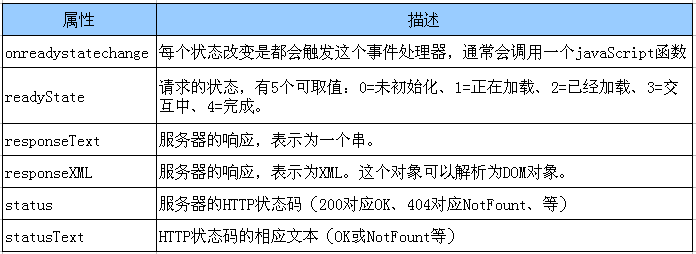 属性 描述
onreadystatechange 每个状态改变是都会触发这个事件处理器，通常会调用一个javaScript函数
readyState 请求的状态，有5个可取值：0=未初始化、1=正在加载、2=已经加载、3=交
互中、4=完成。
responseText 服务器的响应，表示为一个串。
responseXML 服务器的响应，表示为XML。这个对象可以解析为DOM对象。
status 服务器的HTTP状态码（200对应OK、404对应NotFount、等）
statusText HTTP状态码的相应文本（OK或NotFount等）